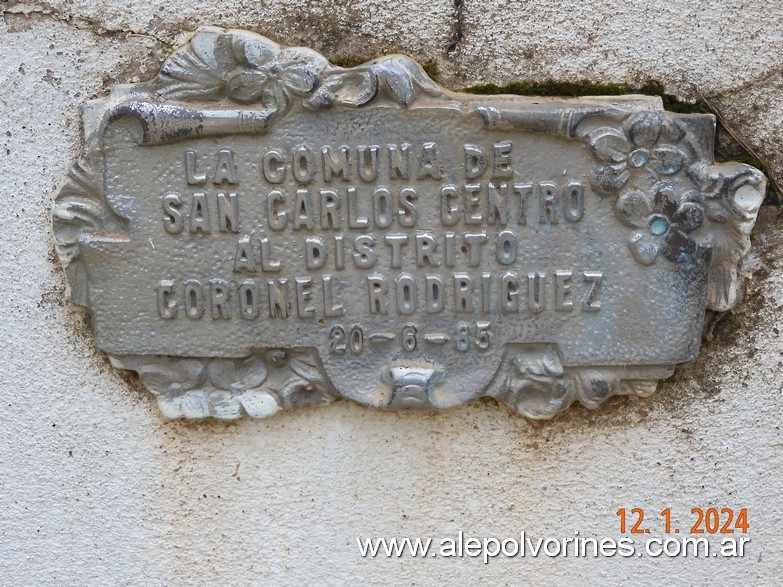 LA COMUNA DE
SAN CARLOS CENTRO
AL DISTRITO
CORONEL RODRIGUEZ
20-6-85
12. 1. 2024
www.alepolvorines.com.ar